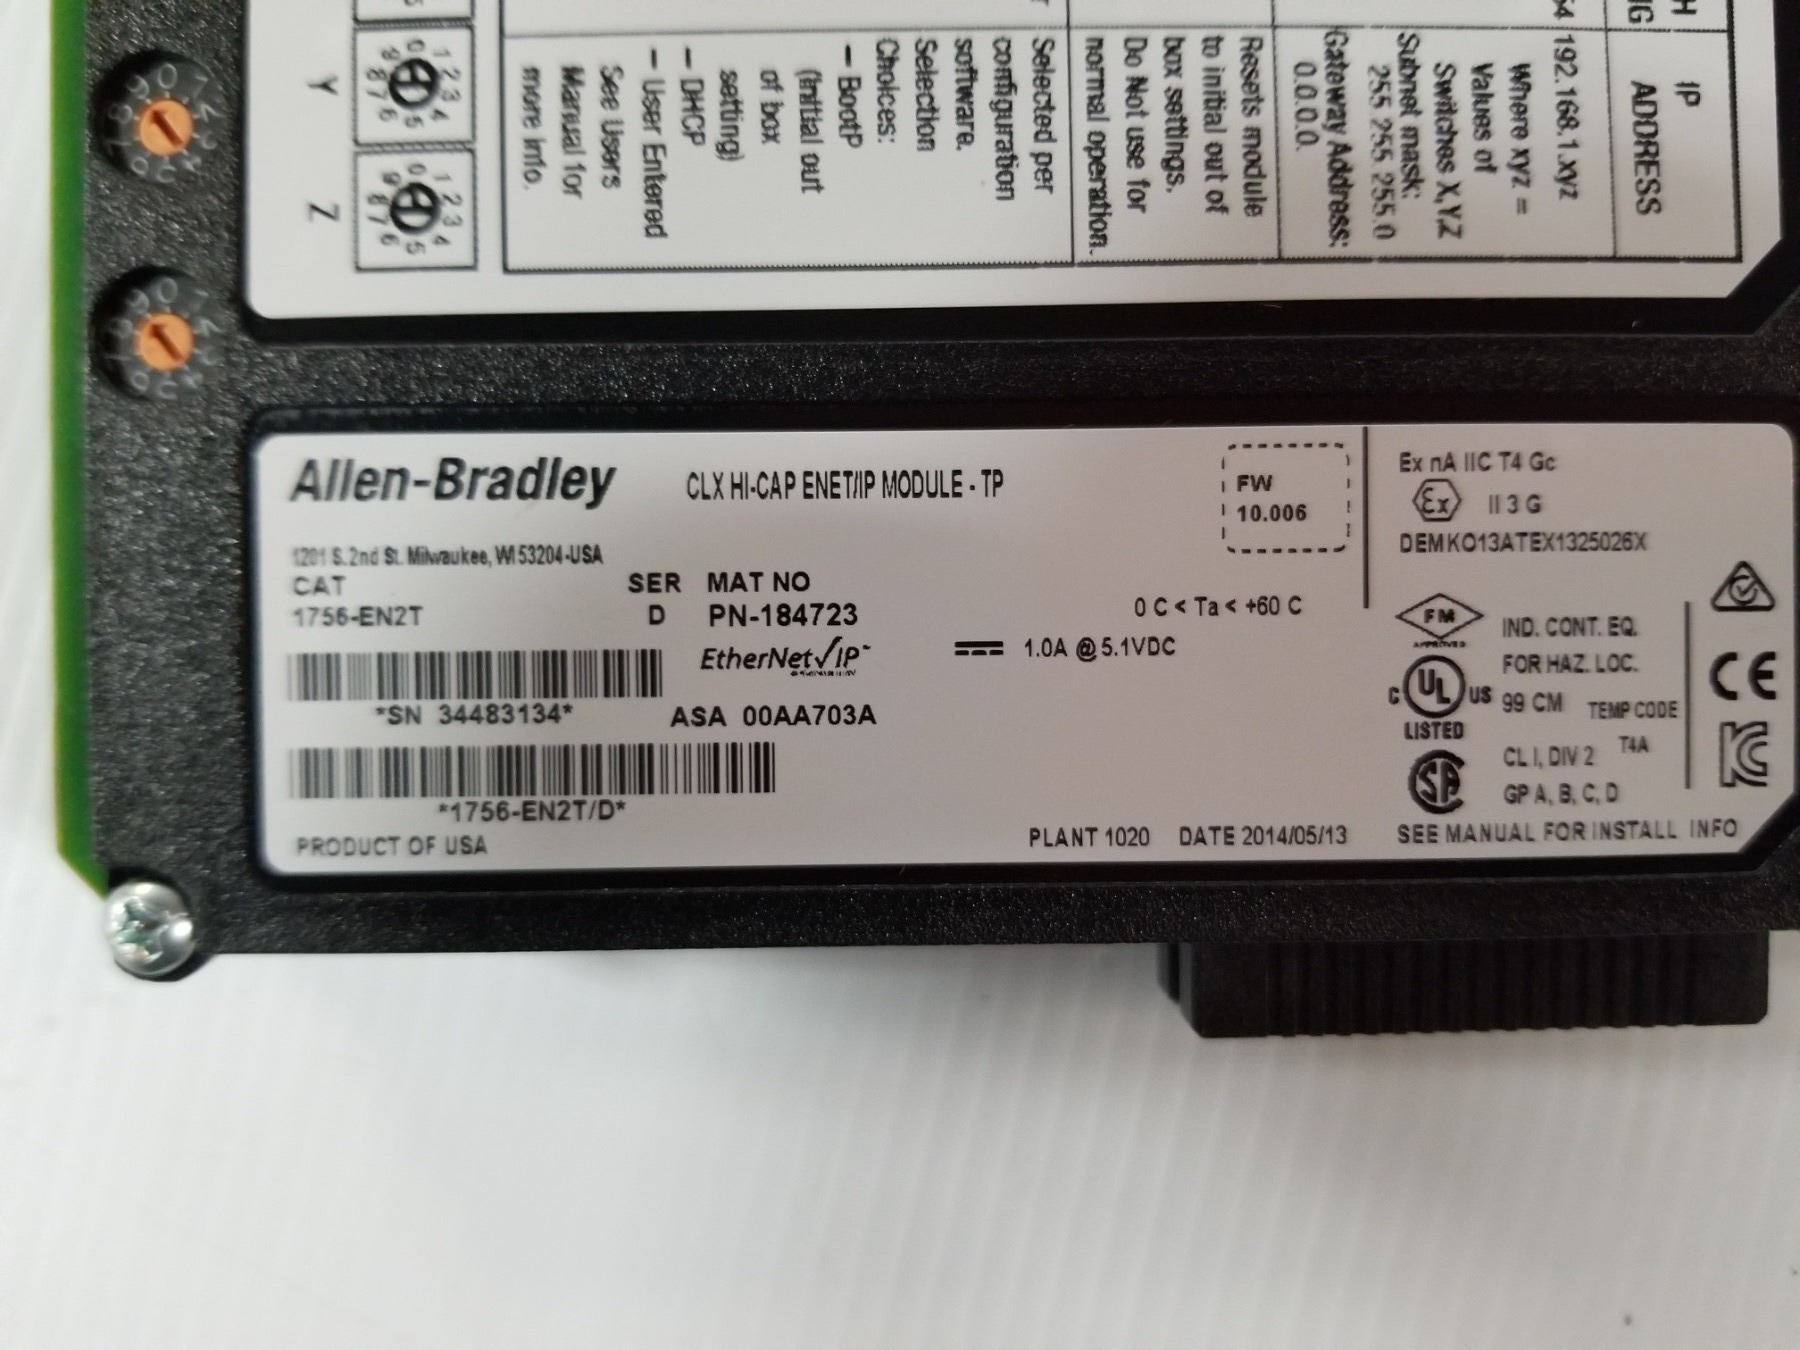 IP
ADDRESS
192.168.1.xyz
Where xyz =
Values of
Switches X,Y,Z
Subnet mask:
255.255.255.0
Gateway Address:
0.0.0.0.
Resets module
to initial out of
box settings.
Do Not use for
normal operation.
Selected per
configuration
software.
Selection
Choices:
– BootP
(Initial out
of box
setting)
– DHCP
– User Entered
See Users
Manual for
more info.
Y
Z
Allen-Bradley
CLX HI-CAP ENET/IP MODULE - TP
1201 S. 2nd St. Milwaukee, WI 53204-USA
CAT SER MAT NO
1756-EN2T D PN-184723
EtherNet/IP
*SN 34483134* ASA 00AA703A
*1756-EN2T/D*
PRODUCT OF USA
FW
10.006
0 C < Ta < +60 C
1.0A @ 5.1VDC
PLANT 1020 DATE 2014/05/13
Ex nA IIC T4 Gc
Ex II 3 G
DEMKO13ATEX1325026X
FM
APPROVED
C UL US
LISTED
SA
IND. CONT. EQ.
FOR HAZ. LOC.
99 CM TEMP CODE
T4A
CL I, DIV 2
GP A, B, C, D
CE
SEE MANUAL FOR INSTALL INFO